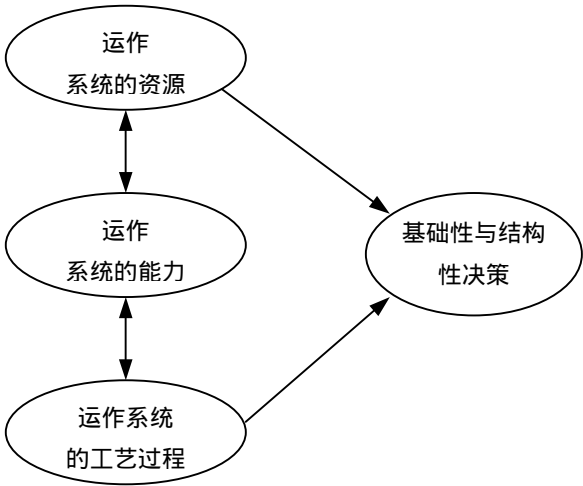 运作
系统的资源
运作
系统的能力
基础性与结构
性决策
运作系统
的工艺过程